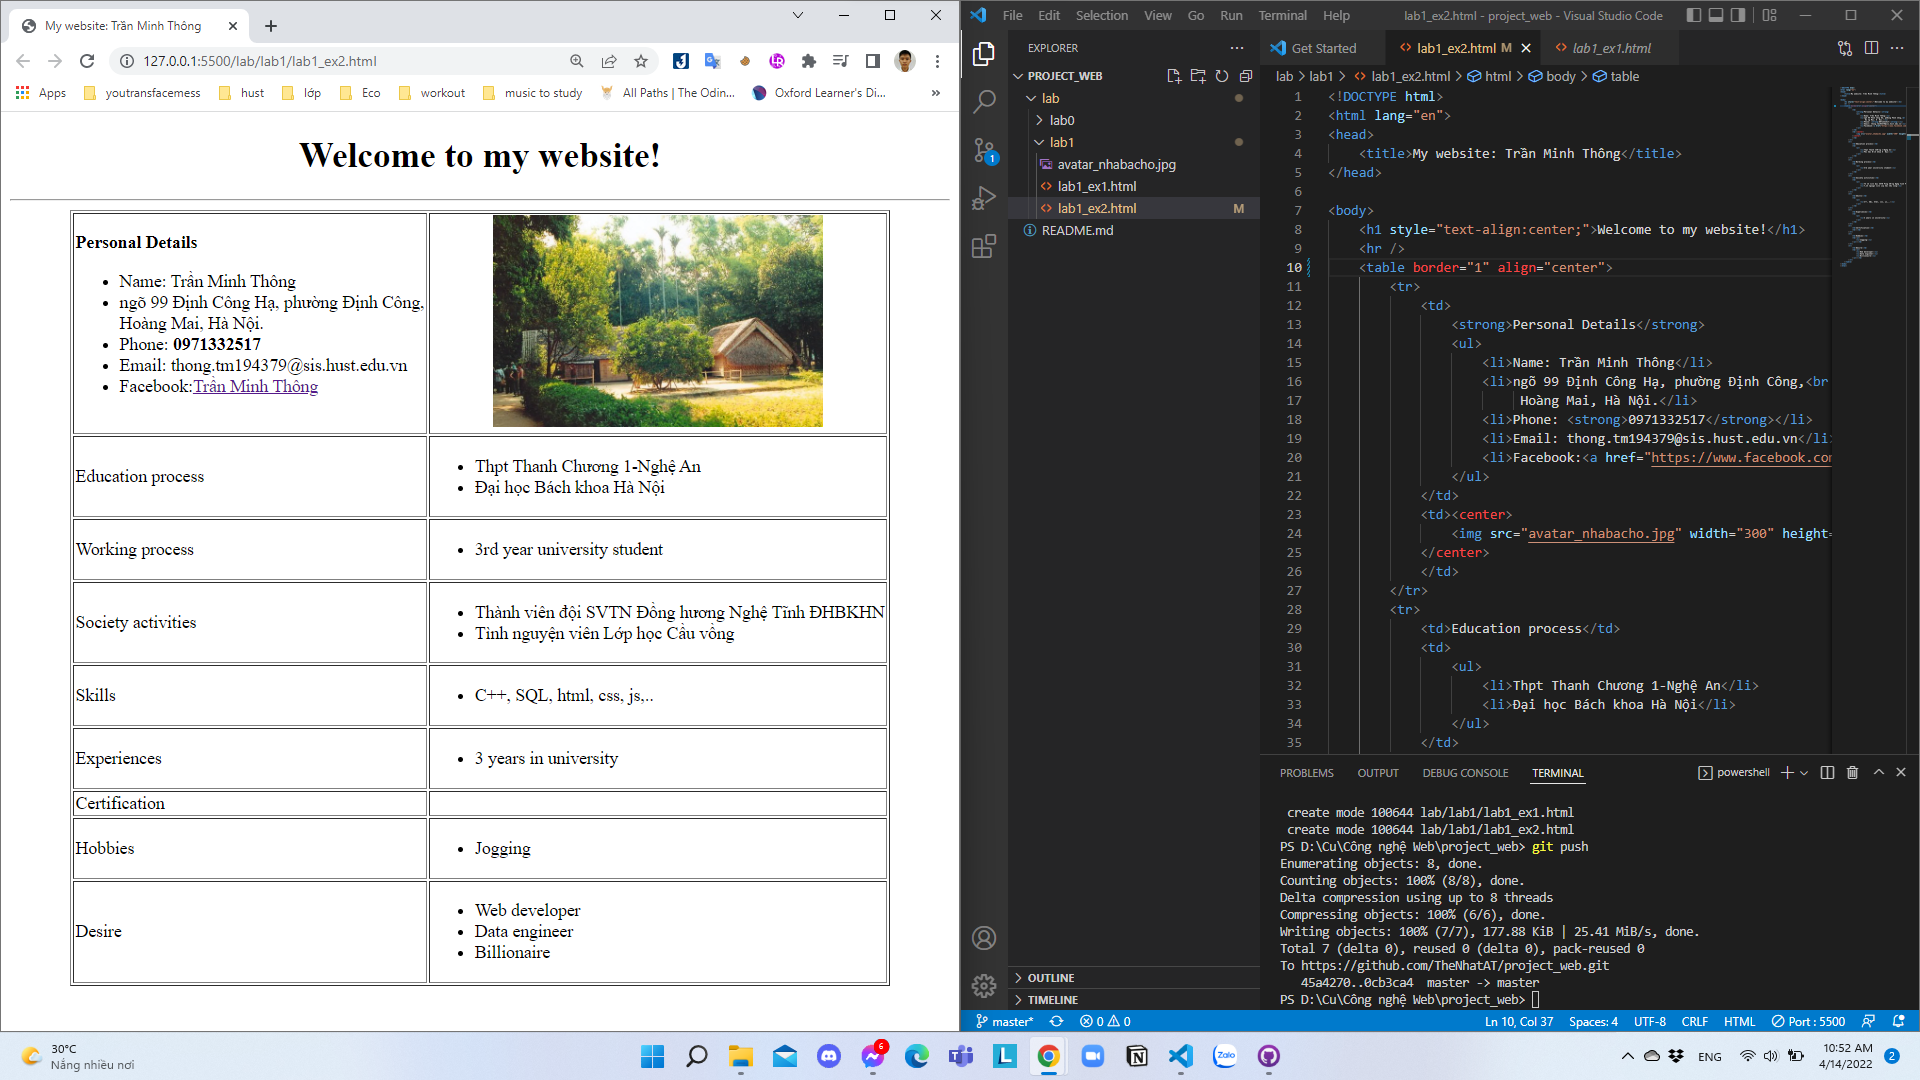 My website: Trần Minh Thông
127.0.0.1:5500/lab/lab1/lab1_ex2.html
Apps
youtransfacemess
hust
lớp
Eco
workout
music to study
All Paths | The Odin...
Oxford Learner's Di...
»
Welcome to my website!
Personal Details
• Name: Trần Minh Thông
• ngõ 99 Định Công Hạ, phường Định Công,
Hoàng Mai, Hà Nội.
• Phone: 0971332517
• Email: thong.tm194379@sis.hust.edu.vn
• Facebook:Trần Minh Thông
Education process
• Thpt Thanh Chương 1-Nghệ An
• Đại học Bách khoa Hà Nội
Working process
• 3rd year university student
Society activities
• Thành viên đội SVTN Đồng hương Nghệ Tĩnh ĐHBKHN
• Tình nguyện viên Lớp học Cầu vồng
Skills
• C++, SQL, html, css, js,..
Experiences
• 3 years in university
Certification
Hobbies
• Jogging
Desire
• Web developer
• Data engineer
• Billionaire
File Edit Selection View Go Run Terminal Help
lab1_ex2.html - project_web - Visual Studio Code
EXPLORER
PROJECT_WEB
lab
lab0
lab1
avatar_nhabacho.jpg
lab1_ex1.html
lab1_ex2.html M
README.md
1
OUTLINE
TIMELINE
Get Started
lab1_ex2.html M
lab1_ex1.html
lab > lab1 > lab1_ex2.html > html > body > table
1 <!DOCTYPE html>
2 <html lang="en">
3 <head>
4 <title>My website: Trần Minh Thông</title>
5 </head>
6
7 <body>
8 <h1 style="text-align:center;">Welcome to my website!</h1>
9 <hr />
10 <table border="1" align="center">
11 <tr>
12 <td>
13 <strong>Personal Details</strong>
14 <ul>
15 <li>Name: Trần Minh Thông</li>
16 <li>ngõ 99 Định Công Hạ, phường Định Công,<br
17 Hoàng Mai, Hà Nội.</li>
18 <li>Phone: <strong>0971332517</strong></li>
19 <li>Email: thong.tm194379@sis.hust.edu.vn</li
20 <li>Facebook:<a href="https://www.facebook.com
21 </ul>
22 </td>
23 <td><center>
24 <img src="avatar_nhabacho.jpg" width="300" height=
25 </center>
26 </td>
27 </tr>
28 <tr>
29 <td>Education process</td>
30 <td>
31 <ul>
32 <li>Thpt Thanh Chương 1-Nghệ An</li>
33 <li>Đại học Bách khoa Hà Nội</li>
34 </ul>
35 </td>
PROBLEMS OUTPUT DEBUG CONSOLE TERMINAL
powershell
create mode 100644 lab/lab1/lab1_ex1.html
create mode 100644 lab/lab1/lab1_ex2.html
PS D:\Cu\Công nghệ Web\project_web> git push
Enumerating objects: 8, done.
Counting objects: 100% (8/8), done.
Delta compression using up to 8 threads
Compressing objects: 100% (6/6), done.
Writing objects: 100% (7/7), 177.88 KiB | 25.41 MiB/s, done.
Total 7 (delta 0), reused 0 (delta 0), pack-reused 0
To https://github.com/TheNhatAT/project_web.git
45a4270..0cb3ca4 master -> master
PS D:\Cu\Công nghệ Web\project_web>
master* 0 0
Ln 10, Col 37 Spaces: 4 UTF-8 CRLF HTML Port : 5500
30°C
Nắng nhiều nơi
6
Zalo
ENG
10:52 AM
4/14/2022
2